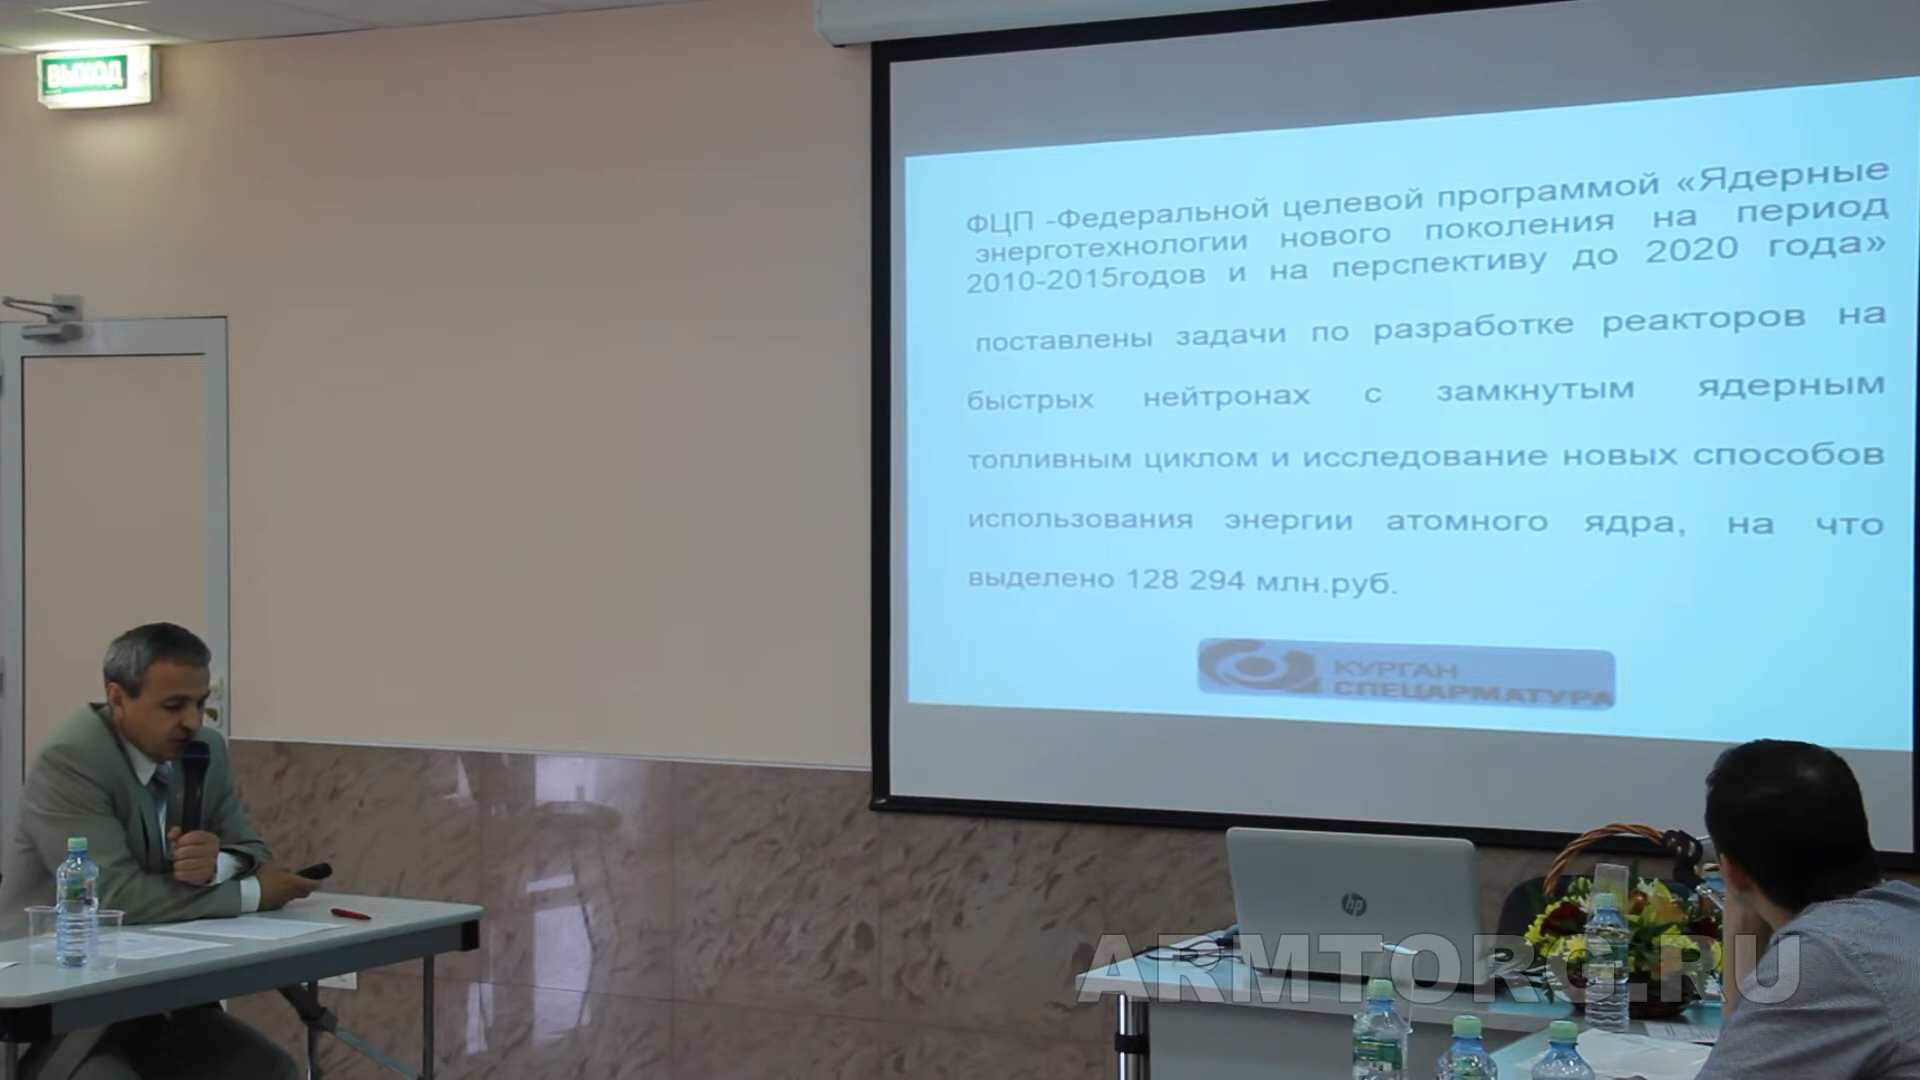 ВЫХОД
ФЦП -Федеральной целевой программой «Ядерные
энерготехнологии нового поколения на период
2010-2015годов и на перспективу до 2020 года»
поставлены задачи по разработке реакторов на
быстрых нейтронах с замкнутым ядерным
топливным циклом и исследование новых способов
использования энергии атомного ядра, на что
выделено 128 294 млн.руб.
КУРГАН
СПЕЦАРМАТУРА
hp
ARMTORG.RU